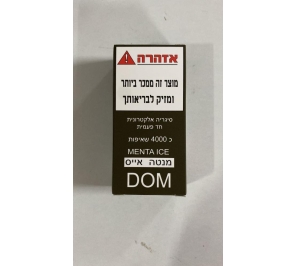 אזהרה
מוצר זה ממכר ביותר
ומזיק לבריאותך
סיגריה אלקטרונית
חד פעמית
כ 4000 שאיפות
MENTA ICE
מנטה אייס
DOM